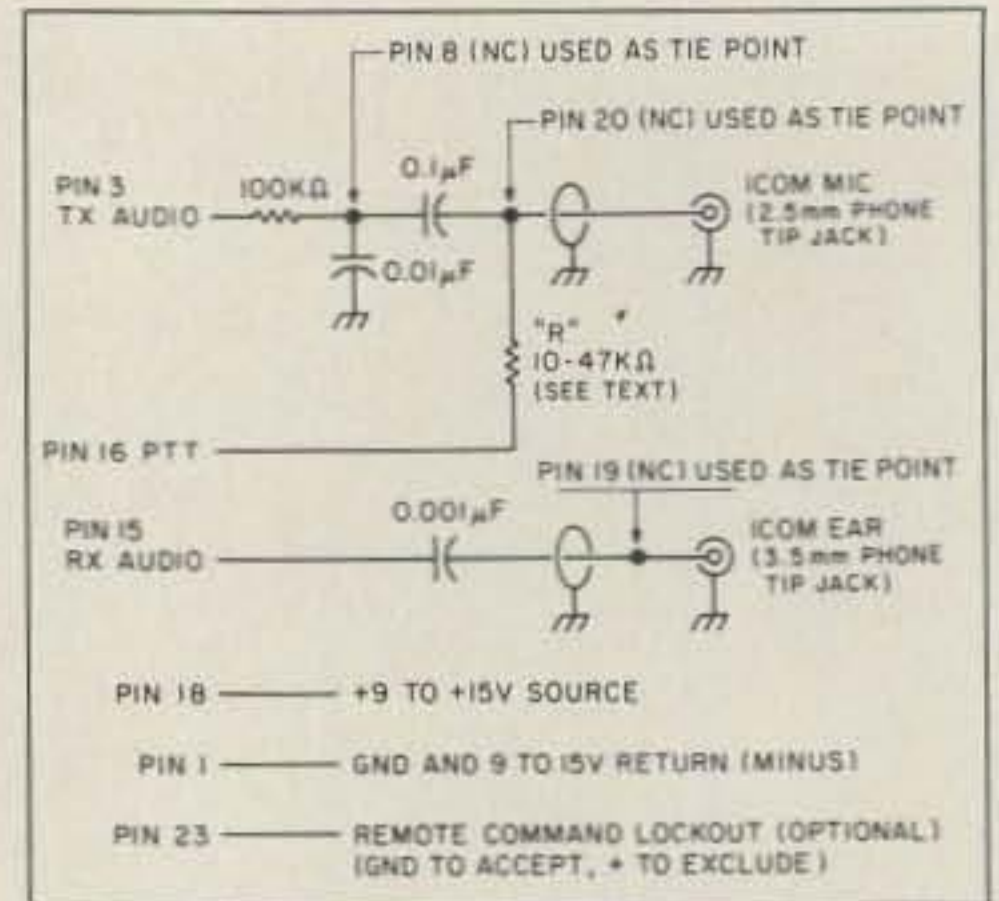 PIN 8 (NC) USED AS TIE POINT
PIN 20 (NC) USED AS TIE POINT
PIN 3
TX AUDIO
100KΩ
0.1µF
ICOM MIC
(2.5mm PHONE
TIP JACK)
0.01µF
"R"
10-47KΩ
(SEE TEXT)
PIN 16 PTT
PIN 19 (NC) USED AS TIE POINT
PIN 15
RX AUDIO
0.001µF
ICOM EAR
(3.5mm PHONE
TIP JACK)
PIN 18 +9 TO +15V SOURCE
PIN 1 GND AND 9 TO 15V RETURN (MINUS)
PIN 23 REMOTE COMMAND LOCKOUT (OPTIONAL)
(GND TO ACCEPT, + TO EXCLUDE)